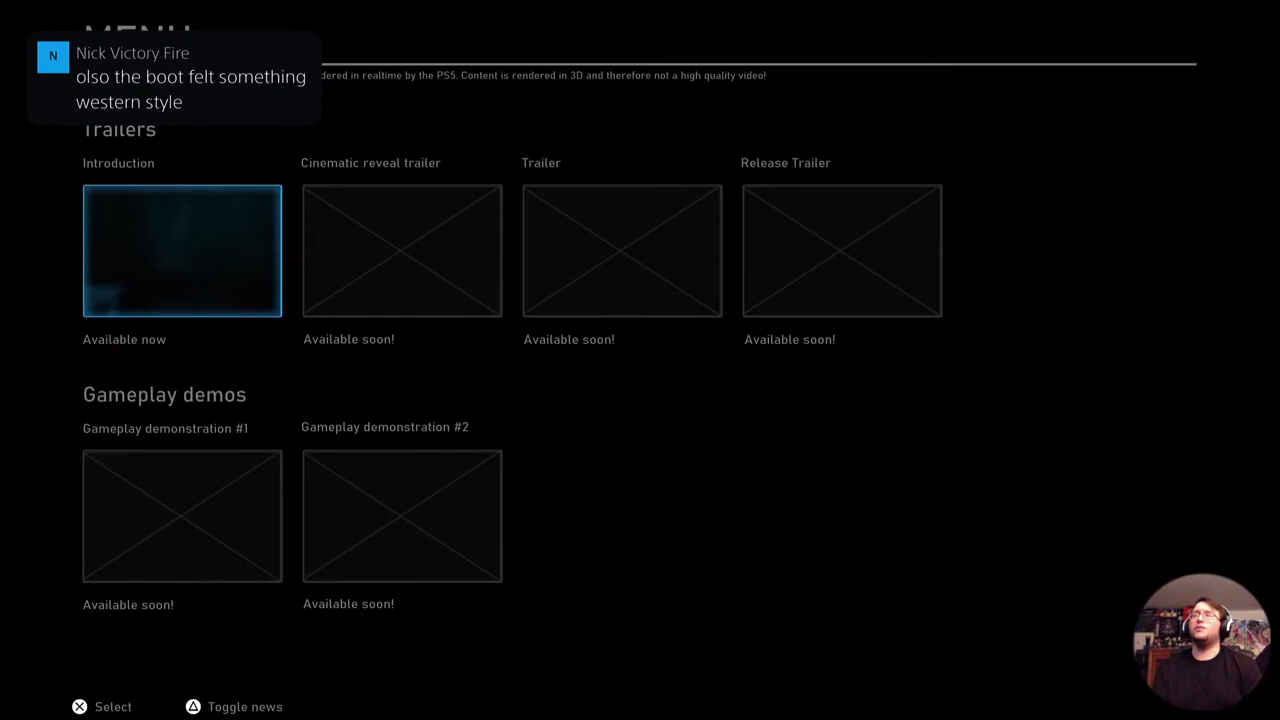 MENU
N
Nick Victory Fire
olso the boot felt something
western style
dered in realtime by the PS5. Content is rendered in 3D and therefore not a high quality video!
Trailers
Introduction
Cinematic reveal trailer
Trailer
Release Trailer
Available now
Available soon!
Available soon!
Available soon!
Gameplay demos
Gameplay demonstration #1
Gameplay demonstration #2
Available soon!
Available soon!
Select
Toggle news